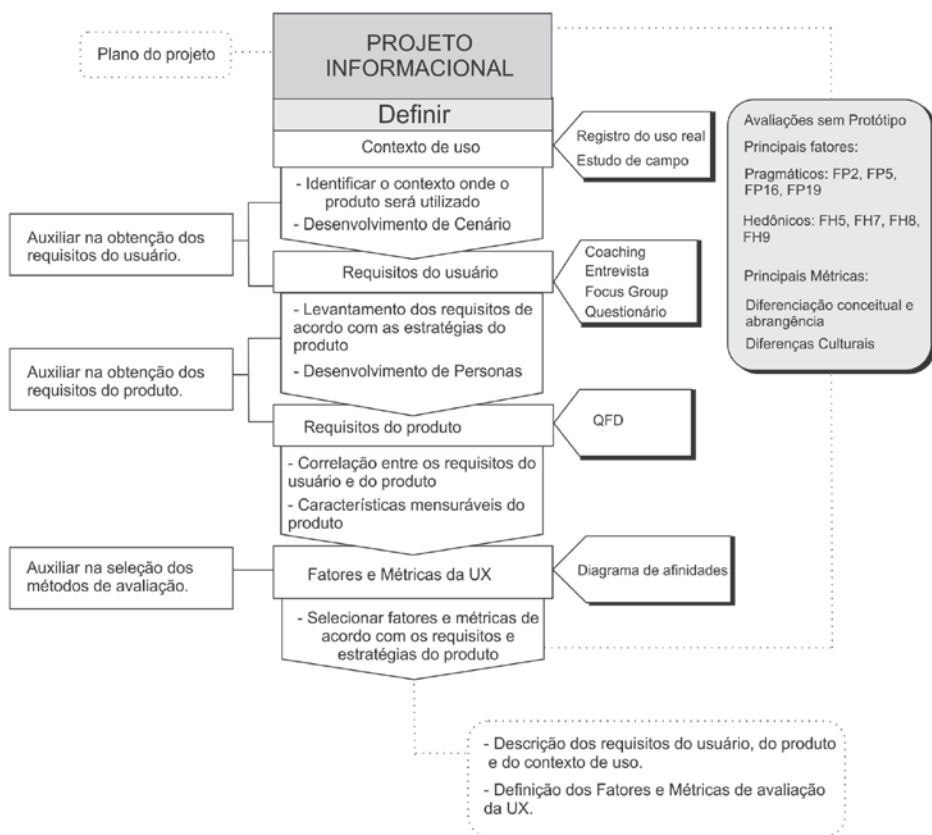 Plano do projeto
PROJETO
INFORMACIONAL
Definir
Contexto de uso
Registro do uso real
Estudo de campo
- Identificar o contexto onde o
produto será utilizado
- Desenvolvimento de Cenário
Auxiliar na obtenção dos
requisitos do usuário.
Requisitos do usuário
Coaching
Entrevista
Focus Group
Questionário
- Levantamento dos requisitos de
acordo com as estratégias do
produto
- Desenvolvimento de Personas
Auxiliar na obtenção dos
requisitos do produto.
Requisitos do produto
QFD
- Correlação entre os requisitos do
usuário e do produto
- Características mensuráveis do
produto
Auxiliar na seleção dos
métodos de avaliação.
Fatores e Métricas da UX
Diagrama de afinidades
- Selecionar fatores e métricas de
acordo com os requisitos e
estratégias do produto
Avaliações sem Protótipo
Principais fatores:
Pragmáticos: FP2, FP5,
FP16, FP19
Hedônicos: FH5, FH7, FH8,
FH9
Principais Métricas:
Diferenciação conceitual e
abrangência
Diferenças Culturais
- Descrição dos requisitos do usuário, do produto
e do contexto de uso.
- Definição dos Fatores e Métricas de avaliação
da UX.